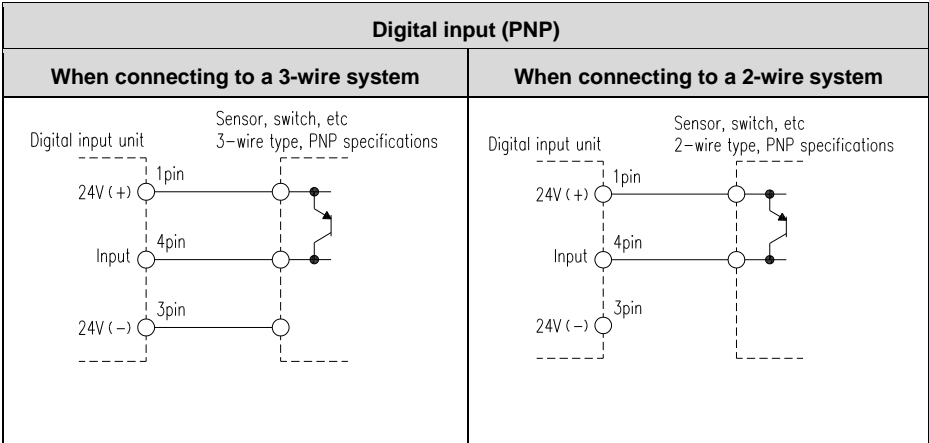 Digital input (PNP)
When connecting to a 3-wire system
When connecting to a 2-wire system
Sensor, switch, etc
Digital input unit
3-wire type, PNP specifications
1pin
24V (+)
4pin
Input
3pin
24V (-)
Sensor, switch, etc
Digital input unit
2-wire type, PNP specifications
1pin
24V (+)
4pin
Input
3pin
24V (-)